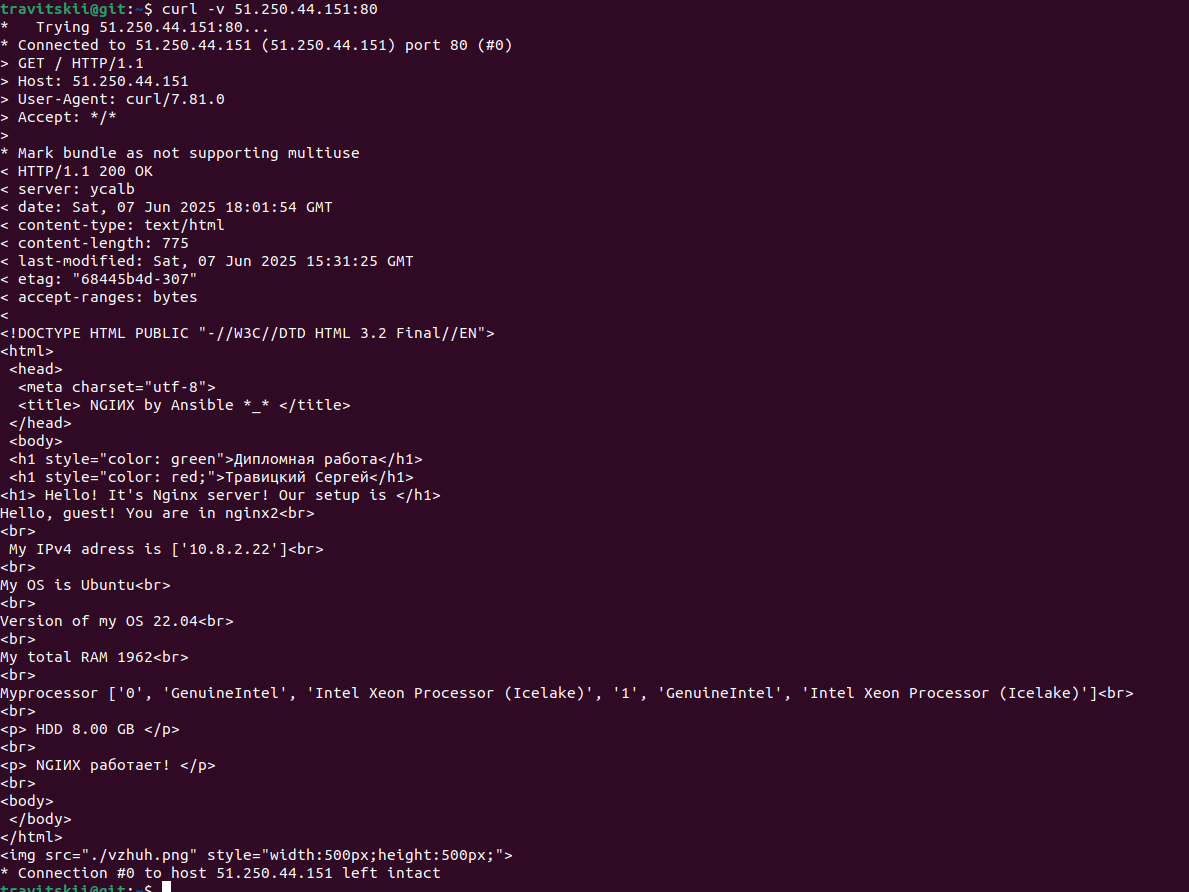 travitskii@git:~$ curl -v 51.250.44.151:80
*   Trying 51.250.44.151:80...
* Connected to 51.250.44.151 (51.250.44.151) port 80 (#0)
> GET / HTTP/1.1
> Host: 51.250.44.151
> User-Agent: curl/7.81.0
> Accept: */*
>
* Mark bundle as not supporting multiuse
< HTTP/1.1 200 OK
< server: ycalb
< date: Sat, 07 Jun 2025 18:01:54 GMT
< content-type: text/html
< content-length: 775
< last-modified: Sat, 07 Jun 2025 15:31:25 GMT
< etag: "68445b4d-307"
< accept-ranges: bytes
<
<!DOCTYPE HTML PUBLIC "-//W3C//DTD HTML 3.2 Final//EN">
<html>
 <head>
  <meta charset="utf-8">
  <title> NGIИX by Ansible *_* </title>
 </head>
 <body>
 <h1 style="color: green">Дипломная работа</h1>
 <h1 style="color: red;">Травицкий Сергей</h1>
<h1> Hello! It's Nginx server! Our setup is </h1>
Hello, guest! You are in nginx2<br>
<br>
 My IPv4 adress is ['10.8.2.22']<br>
<br>
My OS is Ubuntu<br>
<br>
Version of my OS 22.04<br>
<br>
My total RAM 1962<br>
<br>
Myprocessor ['0', 'GenuineIntel', 'Intel Xeon Processor (Icelake)', '1', 'GenuineIntel', 'Intel Xeon Processor (Icelake)']<br>
<br>
<p> HDD 8.00 GB </p>
<br>
<p> NGIИX работает! </p>
<br>
<body>
 </body>
</html>
<img src="./vzhuh.png" style="width:500px;height:500px;">
* Connection #0 to host 51.250.44.151 left intact
travitskii@git:~$